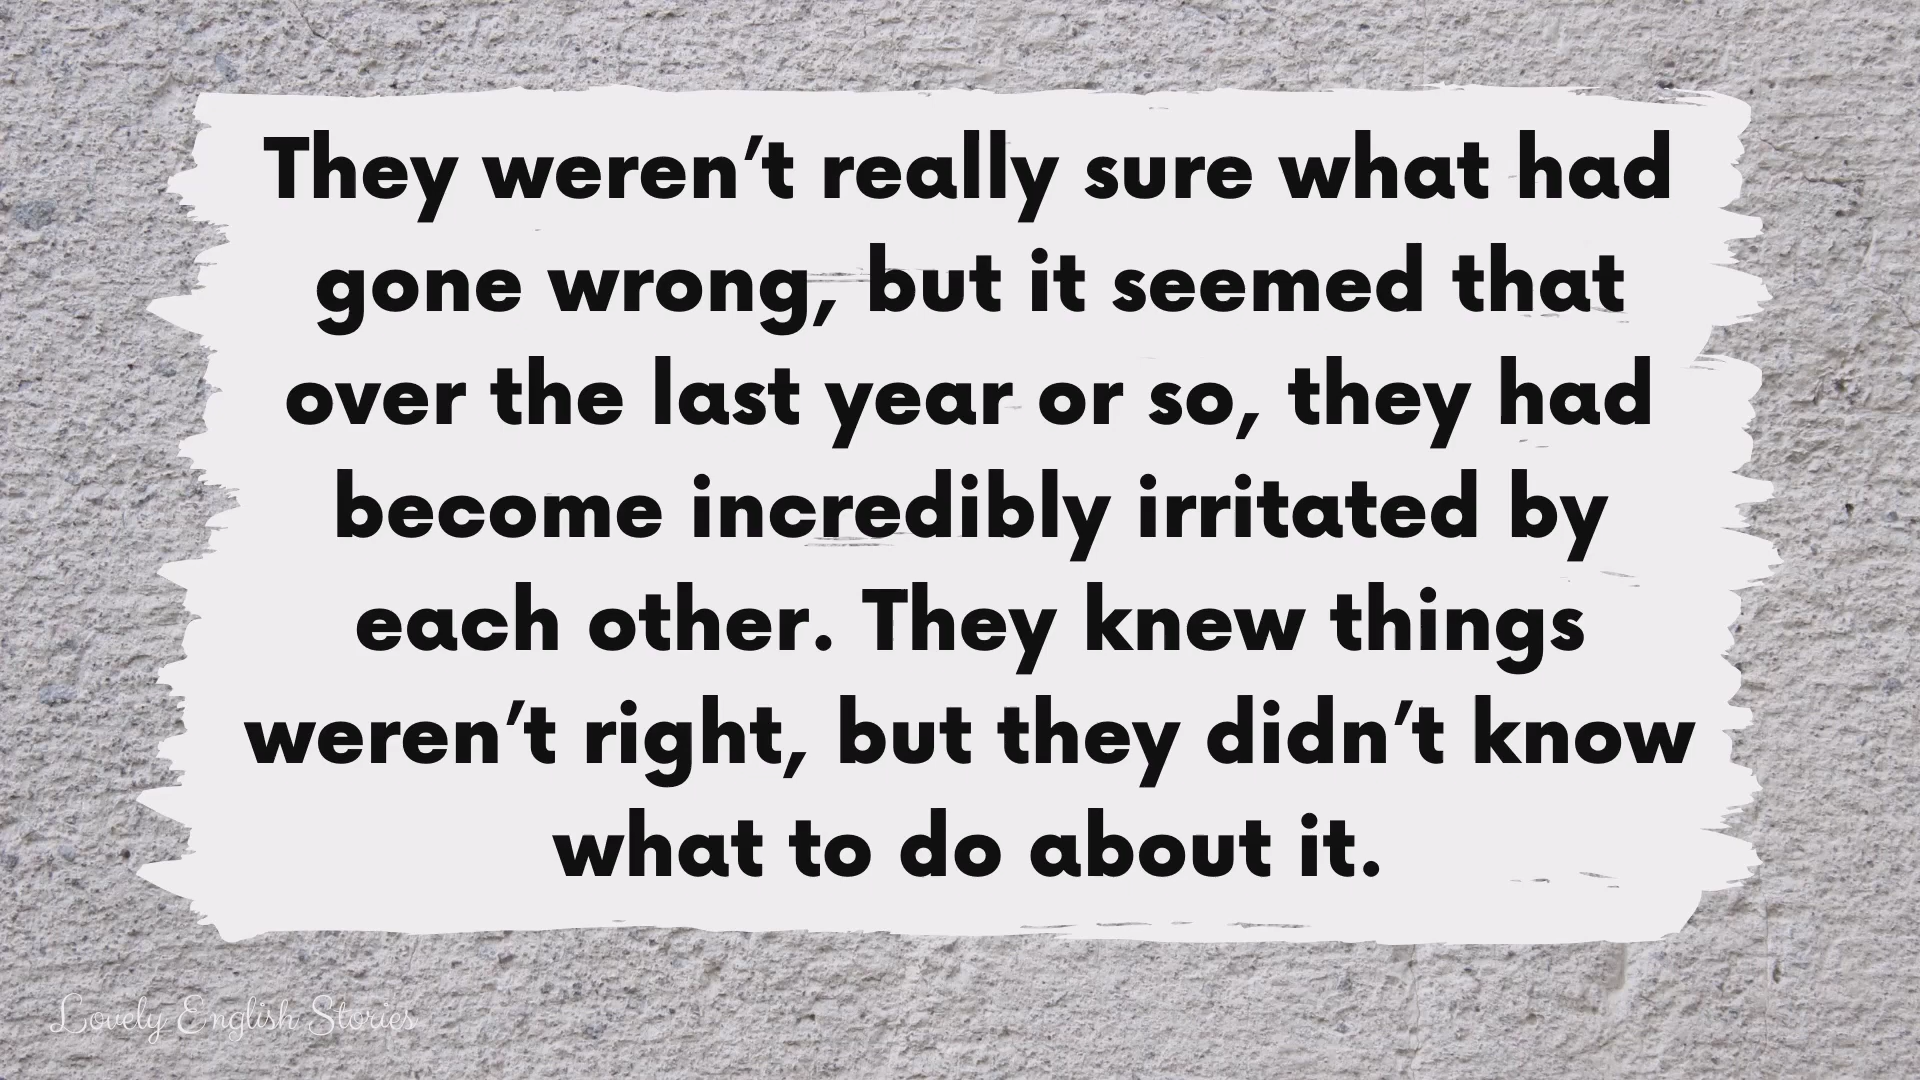 They weren’t really sure what had
gone wrong, but it seemed that
over the last year or so, they had
become incredibly irritated by
each other. They knew things
weren’t right, but they didn’t know
what to do about it.
Lovely English Stories